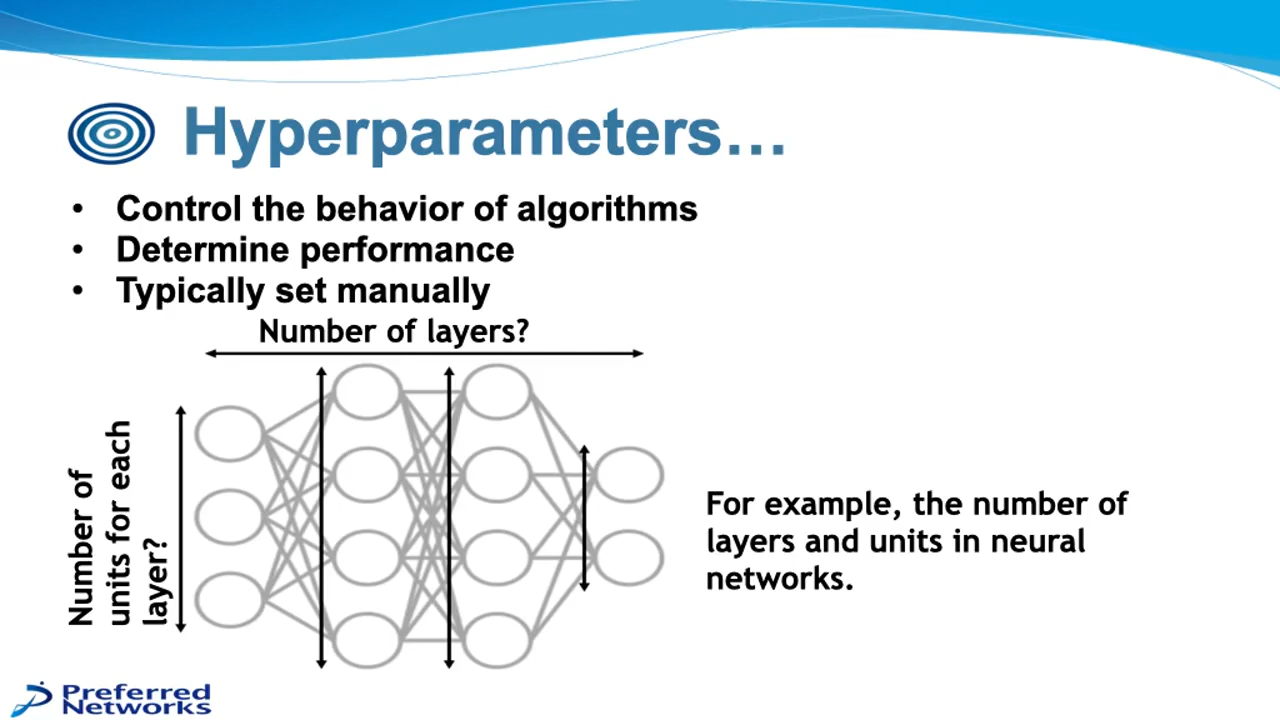 Hyperparameters…
• Control the behavior of algorithms
• Determine performance
• Typically set manually
Number of layers?
Number of
units for each
layer?
For example, the number of
layers and units in neural
networks.
Preferred
Networks